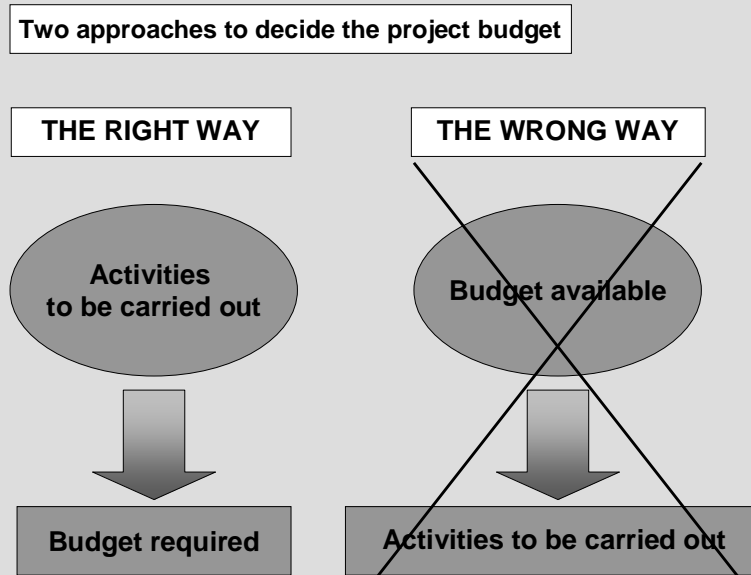 Two approaches to decide the project budget
THE RIGHT WAY
THE WRONG WAY
Activities
to be carried out
Budget available
Budget required
Activities to be carried out